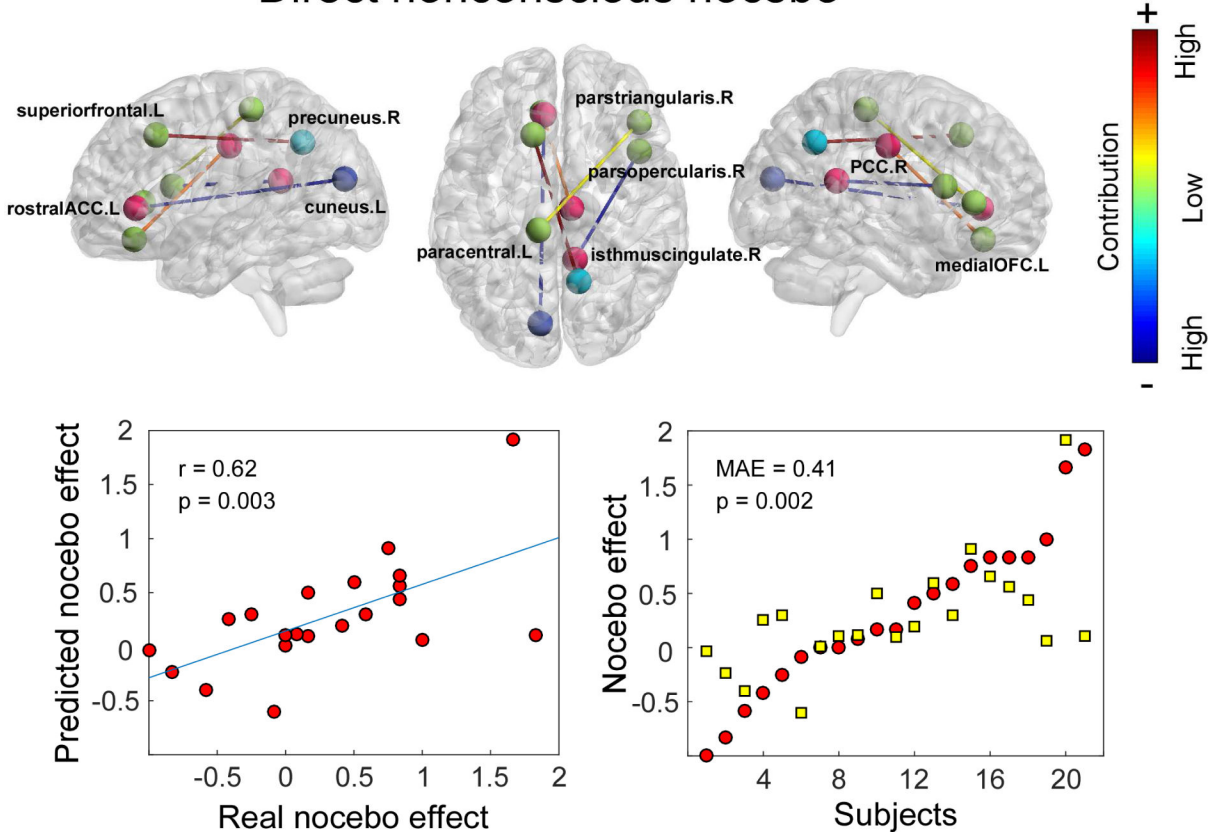 Direct nonconscious nocebo
+
High
Low
High
-
Contribution
superiorfrontal.L
precuneus.R
rostralACC.L
cuneus.L
parstriangularis.R
parsopercularis.R
paracentral.L
isthmuscingulate.R
PCC.R
medialOFC.L
Predicted nocebo effect
2
1.5
1
0.5
0
-0.5
r = 0.62
p = 0.003
-0.5
0
0.5
1
1.5
2
Real nocebo effect
Nocebo effect
2
1.5
1
0.5
0
-0.5
MAE = 0.41
p = 0.002
4
8
12
16
20
Subjects